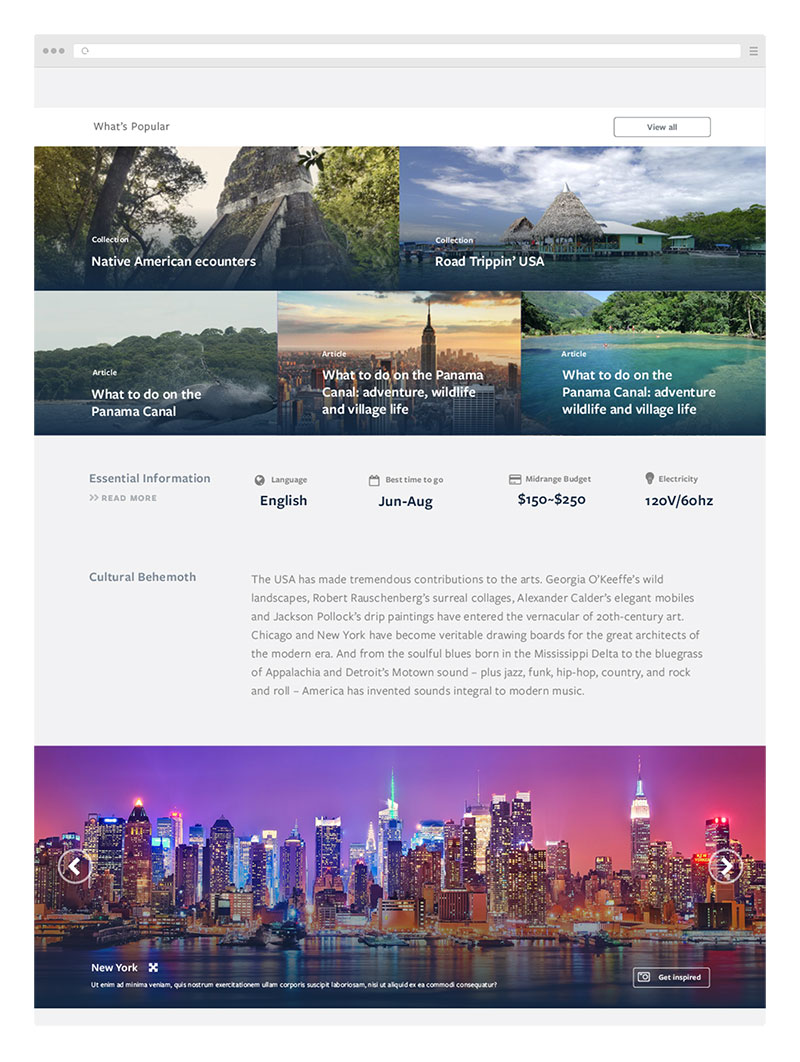 What's Popular
View all
Collection
Native American ecounters
Collection
Road Trippin' USA
Article
What to do on the
Panama Canal
Article
What to do on the Panama
Canal: adventure, wildlife
and village life
Article
What to do on the
Panama Canal: adventure
wildlife and village life
Essential Information
>> READ MORE
Language
English
Best time to go
Jun-Aug
Midrange Budget
$150~$250
Electricity
120V/60hz
Cultural Behemoth
The USA has made tremendous contributions to the arts. Georgia O'Keeffe's wild
landscapes, Robert Rauschenberg's surreal collages, Alexander Calder's elegant mobiles
and Jackson Pollock's drip paintings have entered the vernacular of 20th-century art.
Chicago and New York have become veritable drawing boards for the great architects of
the modern era. And from the soulful blues born in the Mississippi Delta to the bluegrass
of Appalachia and Detroit's Motown sound – plus jazz, funk, hip-hop, country, and rock
and roll – America has invented sounds integral to modern music.
New York
Ut enim ad minima veniam, quis nostrum exercitationem ullam corporis suscipit laboriosam, nisi ut aliquid ex ea commodi consequatur?
Get inspired